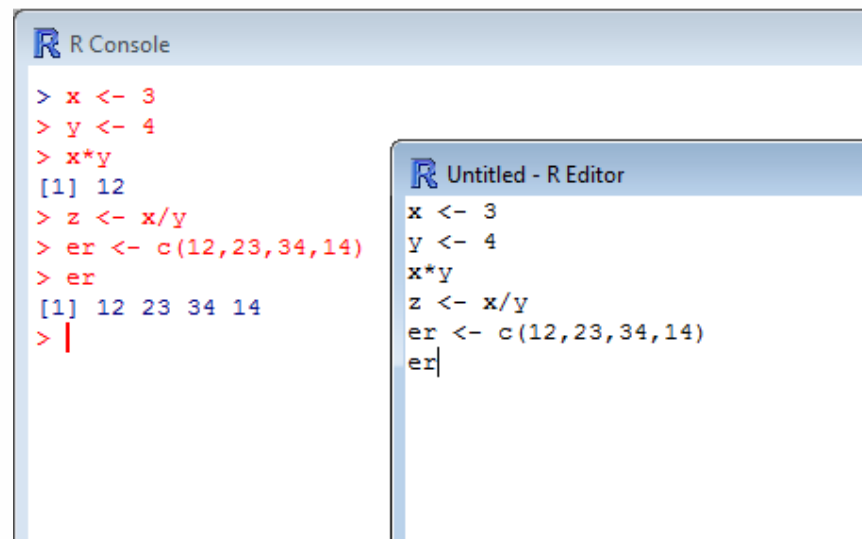 R Console
> x <- 3
> y <- 4
> x*y
[1] 12
> z <- x/y
> er <- c(12,23,34,14)
> er
[1] 12 23 34 14
>
Untitled - R Editor
x <- 3
y <- 4
x*y
z <- x/y
er <- c(12,23,34,14)
er